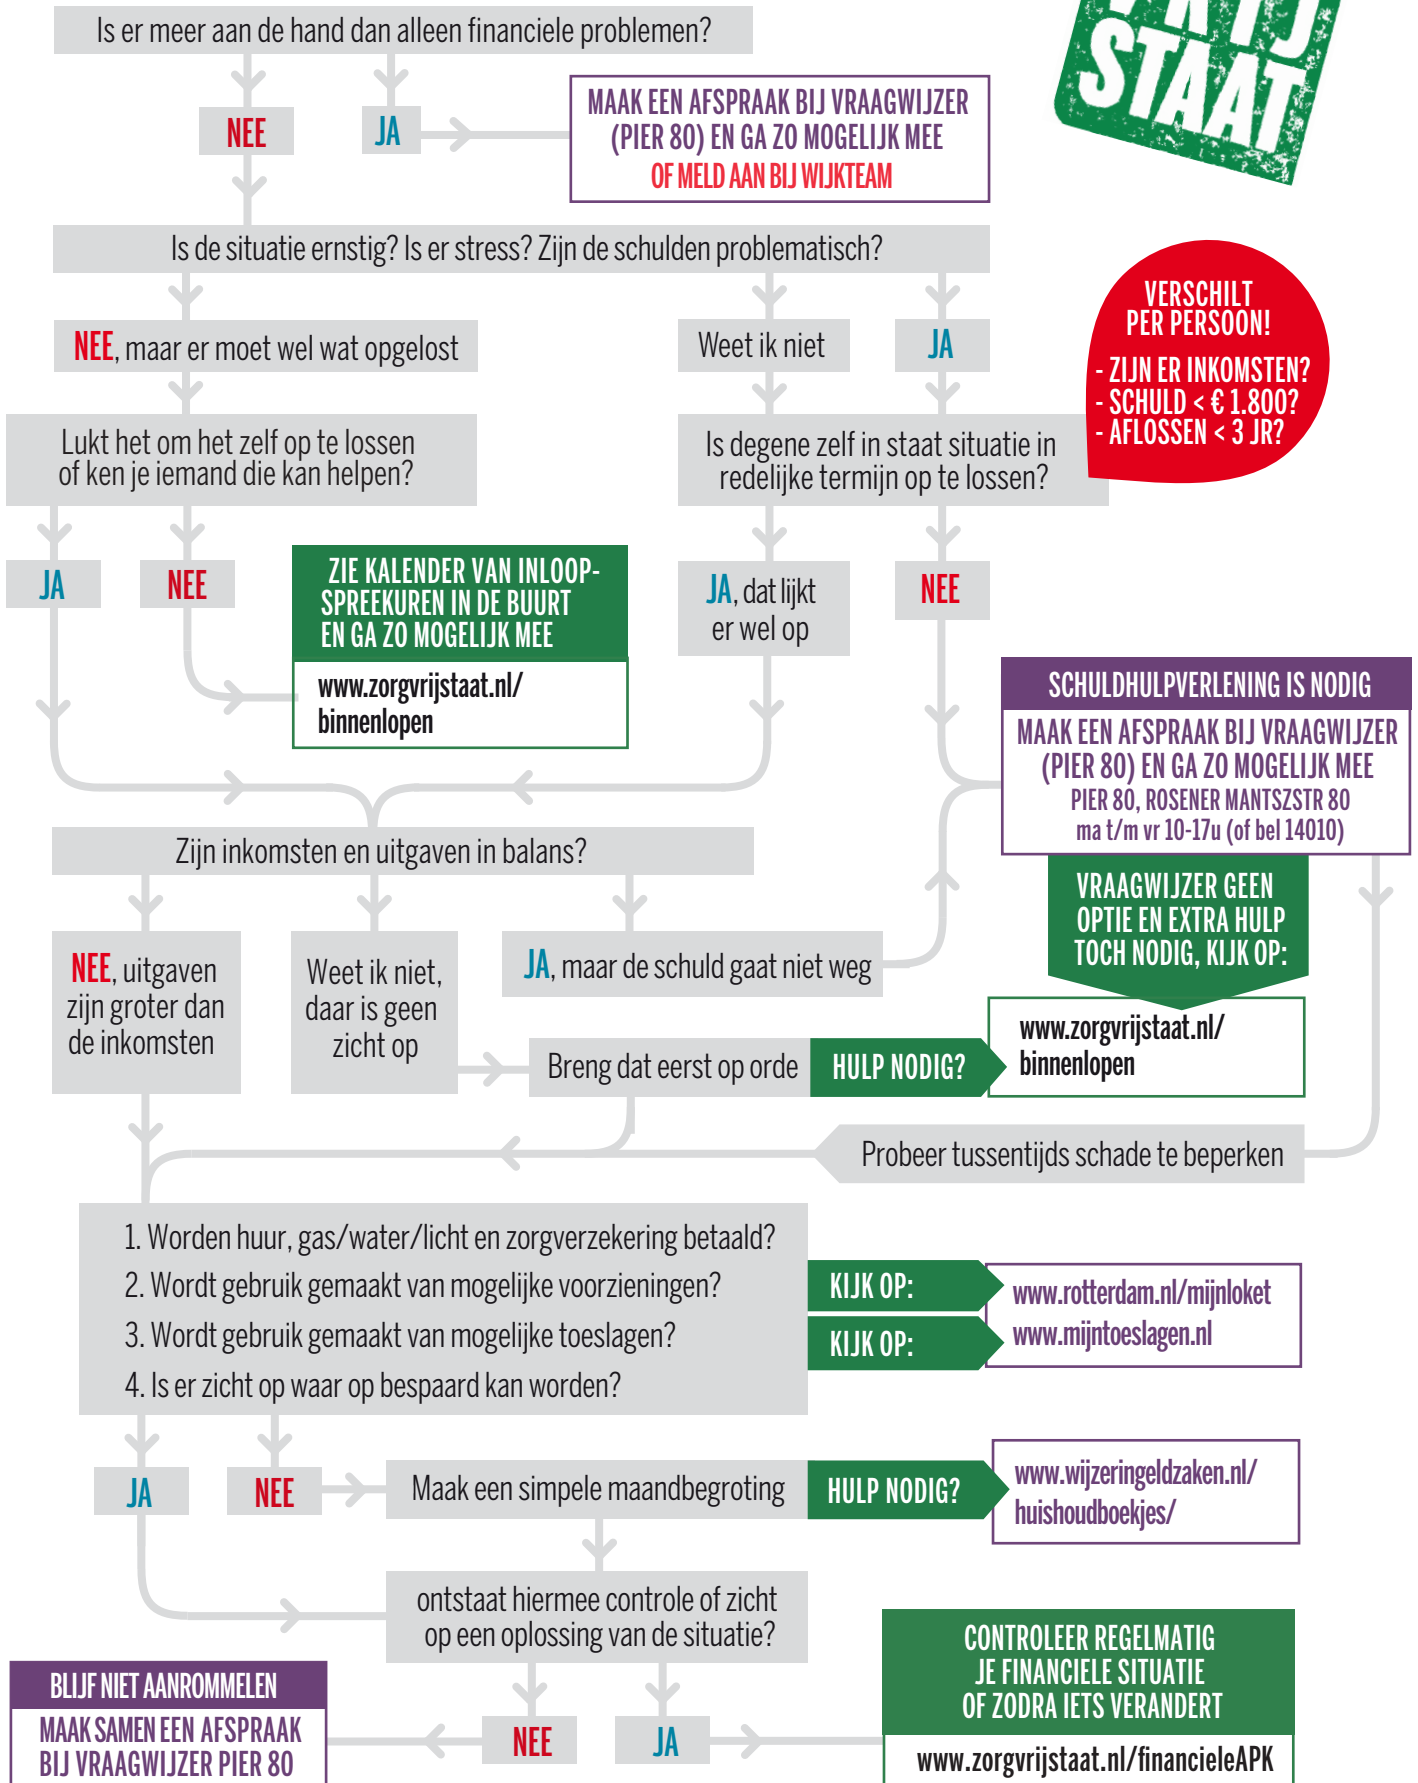 Is er meer aan de hand dan alleen financiele problemen?
STAAT
NEE
JA
MAAK EEN AFSPRAAK BIJ VRAAGWIJZER
(PIER 80) EN GA ZO MOGELIJK MEE
OF MELD AAN BIJ WIJKTEAM
Is de situatie ernstig? Is er stress? Zijn de schulden problematisch?
NEE, maar er moet wel wat opgelost
Weet ik niet
JA
VERSCHILT
PER PERSOON!
- ZIJN ER INKOMSTEN?
- SCHULD < € 1.800?
- AFLOSSEN < 3 JR?
Lukt het om het zelf op te lossen
of ken je iemand die kan helpen?
Is degene zelf in staat situatie in
redelijke termijn op te lossen?
JA
NEE
ZIE KALENDER VAN INLOOP-
SPREEKUREN IN DE BUURT
EN GA ZO MOGELIJK MEE
www.zorgvrijstaat.nl/
binnenlopen
JA, dat lijkt
er wel op
NEE
SCHULDHULPVERLENING IS NODIG
MAAK EEN AFSPRAAK BIJ VRAAGWIJZER
(PIER 80) EN GA ZO MOGELIJK MEE
PIER 80, ROSENER MANTSZSTR 80
ma t/m vr 10-17u (of bel 14010)
Zijn inkomsten en uitgaven in balans?
VRAAGWIJZER GEEN
OPTIE EN EXTRA HULP
TOCH NODIG, KIJK OP:
NEE, uitgaven
zijn groter dan
de inkomsten
Weet ik niet,
daar is geen
zicht op
JA, maar de schuld gaat niet weg
Breng dat eerst op orde
HULP NODIG?
www.zorgvrijstaat.nl/
binnenlopen
Probeer tussentijds schade te beperken
1. Worden huur, gas/water/licht en zorgverzekering betaald?
2. Wordt gebruik gemaakt van mogelijke voorzieningen?
3. Wordt gebruik gemaakt van mogelijke toeslagen?
4. Is er zicht op waar op bespaard kan worden?
KIJK OP:
www.rotterdam.nl/mijnloket
KIJK OP:
www.mijntoeslagen.nl
JA
NEE
Maak een simpele maandbegroting
HULP NODIG?
www.wijzeringeldzaken.nl/
huishoudboekjes/
ontstaat hiermee controle of zicht
op een oplossing van de situatie?
BLIJF NIET AANROMMELEN
MAAK SAMEN EEN AFSPRAAK
BIJ VRAAGWIJZER PIER 80
NEE
JA
CONTROLEER REGELMATIG
JE FINANCIELE SITUATIE
OF ZODRA IETS VERANDERT
www.zorgvrijstaat.nl/financieleAPK